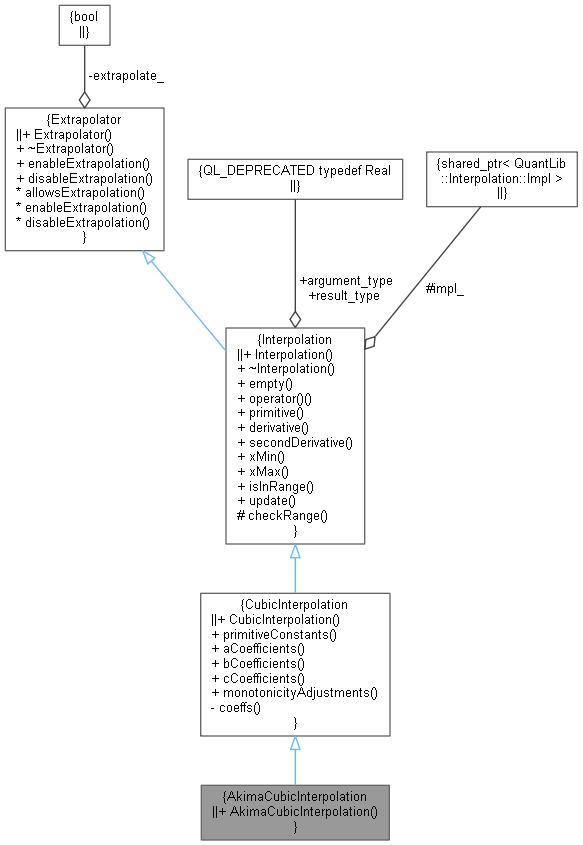 {bool
||}
-extrapolate_
{Extrapolator
||+ Extrapolator()
+ ~Extrapolator()
+ enableExtrapolation()
+ disableExtrapolation()
* allowsExtrapolation()
* enableExtrapolation()
* disableExtrapolation()
}
{QL_DEPRECATED typedef Real
||}
{shared_ptr< QuantLib
::Interpolation::Impl >
||}
+argument_type
+result_type
#impl_
{Interpolation
||+ Interpolation()
+ ~Interpolation()
+ empty()
+ operator()()
+ primitive()
+ derivative()
+ secondDerivative()
+ xMin()
+ xMax()
+ isInRange()
+ update()
# checkRange()
}
{CubicInterpolation
||+ CubicInterpolation()
+ primitiveConstants()
+ aCoefficients()
+ bCoefficients()
+ cCoefficients()
+ monotonicityAdjustments()
- coeffs()
}
{AkimaCubicInterpolation
||+ AkimaCubicInterpolation()
}